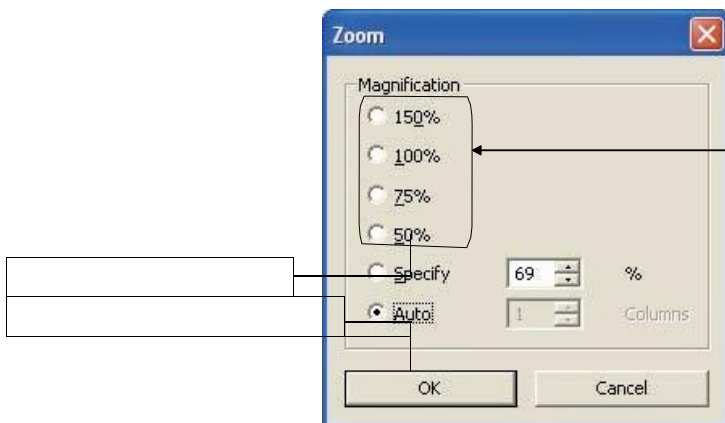 Zoom
Magnification
150%
100%
75%
50%
Specify 69 %
Auto 1 Columns
OK Cancel